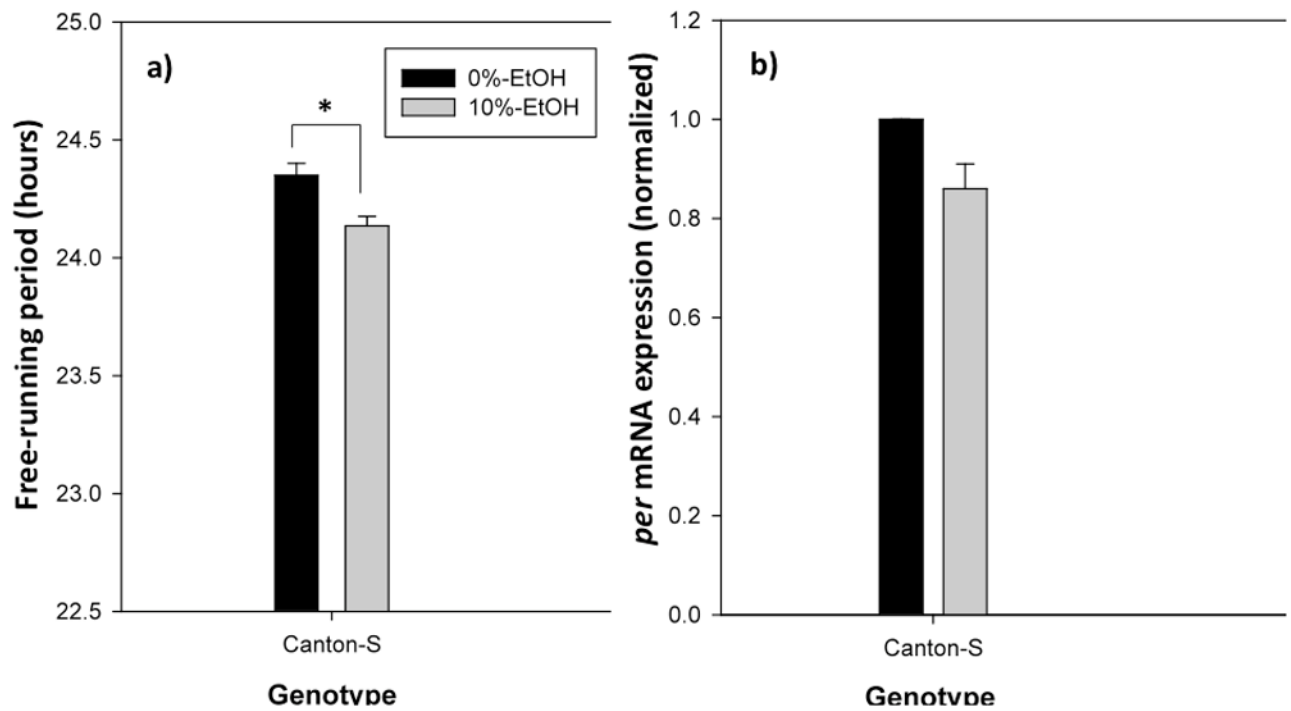 a)
0%-EtOH
10%-EtOH
*
Free-running period (hours)
25.0
24.5
24.0
23.5
23.0
22.5
Canton-S
Genotype
b)
per mRNA expression (normalized)
1.2
1.0
0.8
0.6
0.4
0.2
0.0
Canton-S
Genotype